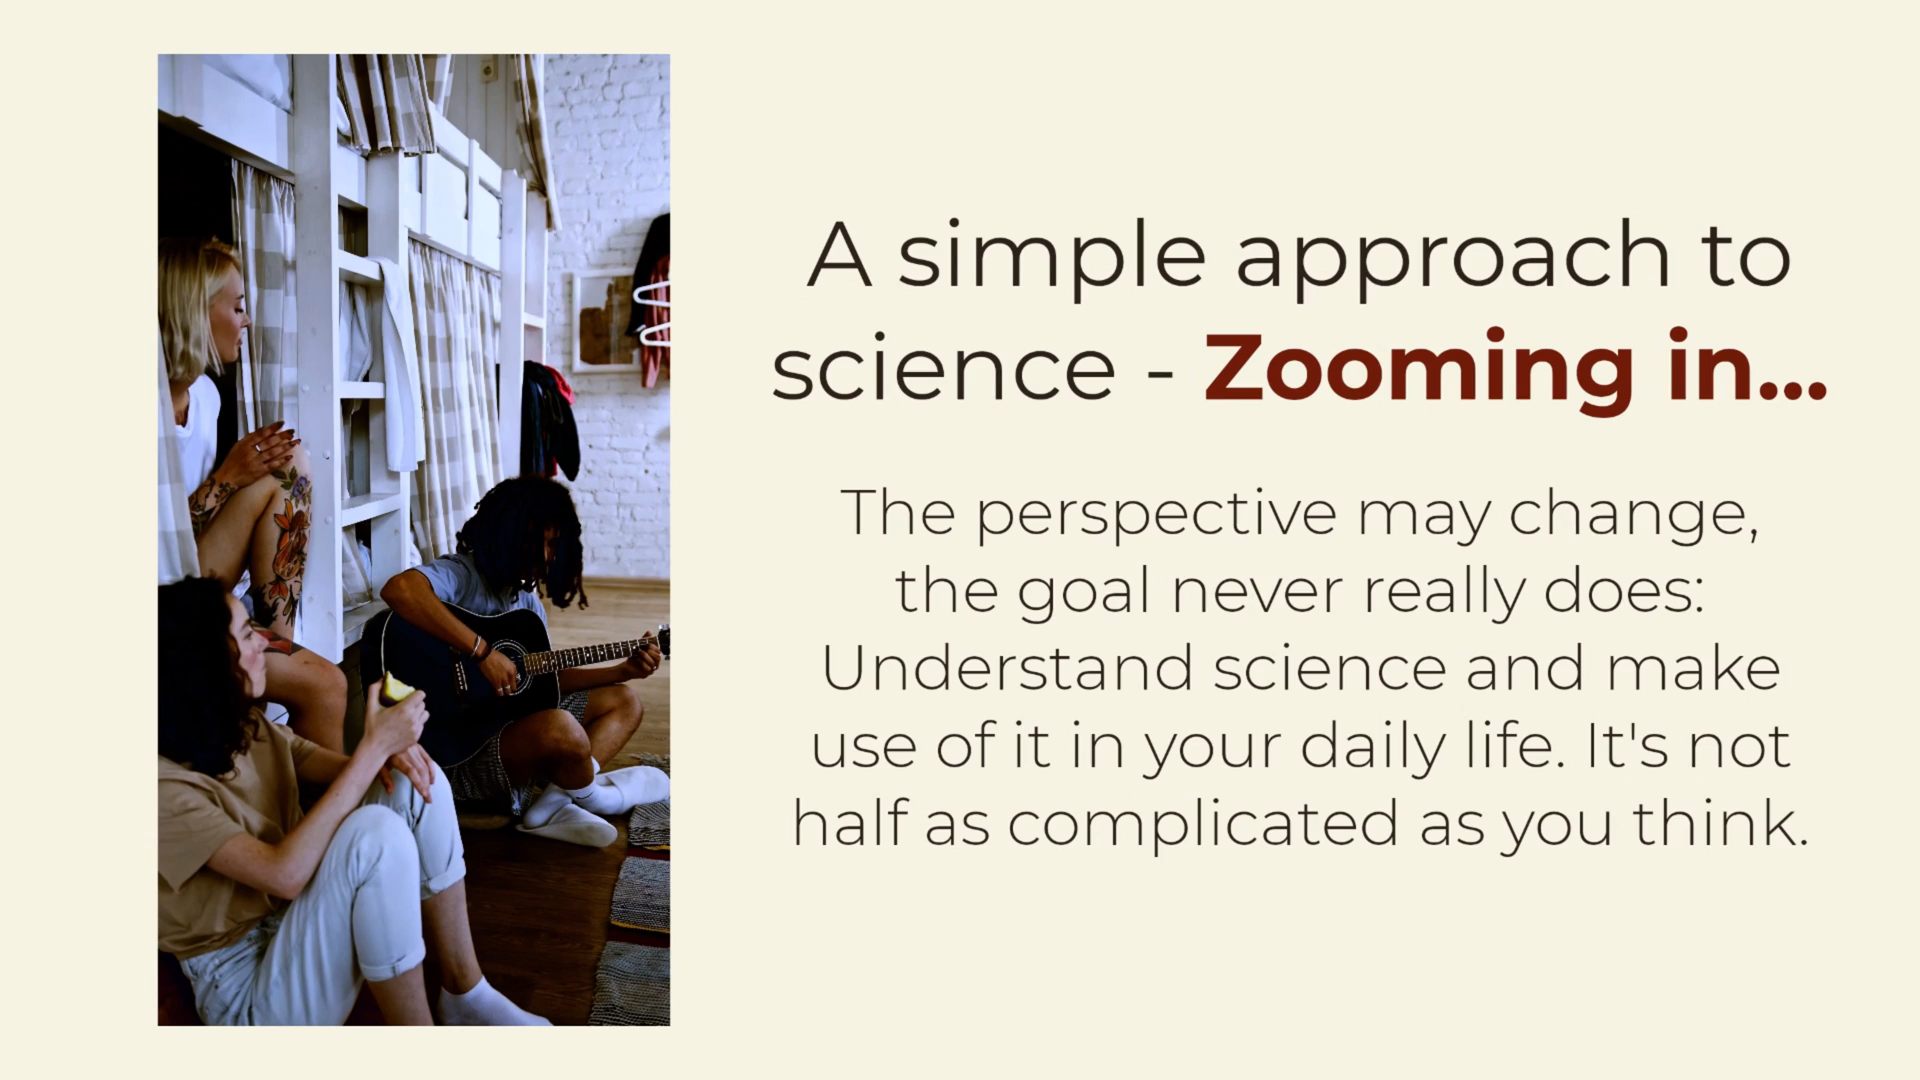 A simple approach to
science - Zooming in...
The perspective may change,
the goal never really does:
Understand science and make
use of it in your daily life. It's not
half as complicated as you think.